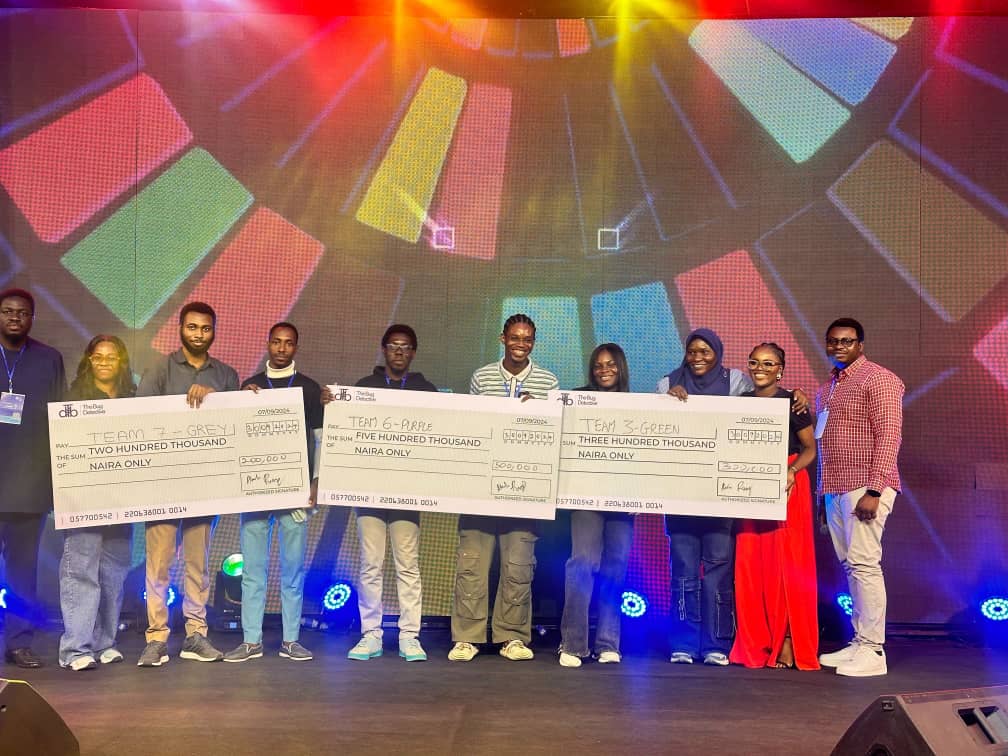 The Bug
Detective
07/09/2024
PAY TEAM 7 - GREY
THE SUM TWO HUNDRED THOUSAND
OF NAIRA ONLY
200,000
AUTHORIZED SIGNATURE
| 057700542 | 220638001 0014
The Bug
Detective
07/09/2024
PAY TEAM 6 - PURPLE
THE SUM FIVE HUNDRED THOUSAND
OF NAIRA ONLY
500,000
AUTHORIZED SIGNATURE
| 057700542 | 220638001 0014
The Bug
Detective
07/09/2024
PAY TEAM 3 - GREEN
THE SUM THREE HUNDRED THOUSAND
OF NAIRA ONLY
300,000
AUTHORIZED SIGNATURE
| 057700542 | 220638001 0014